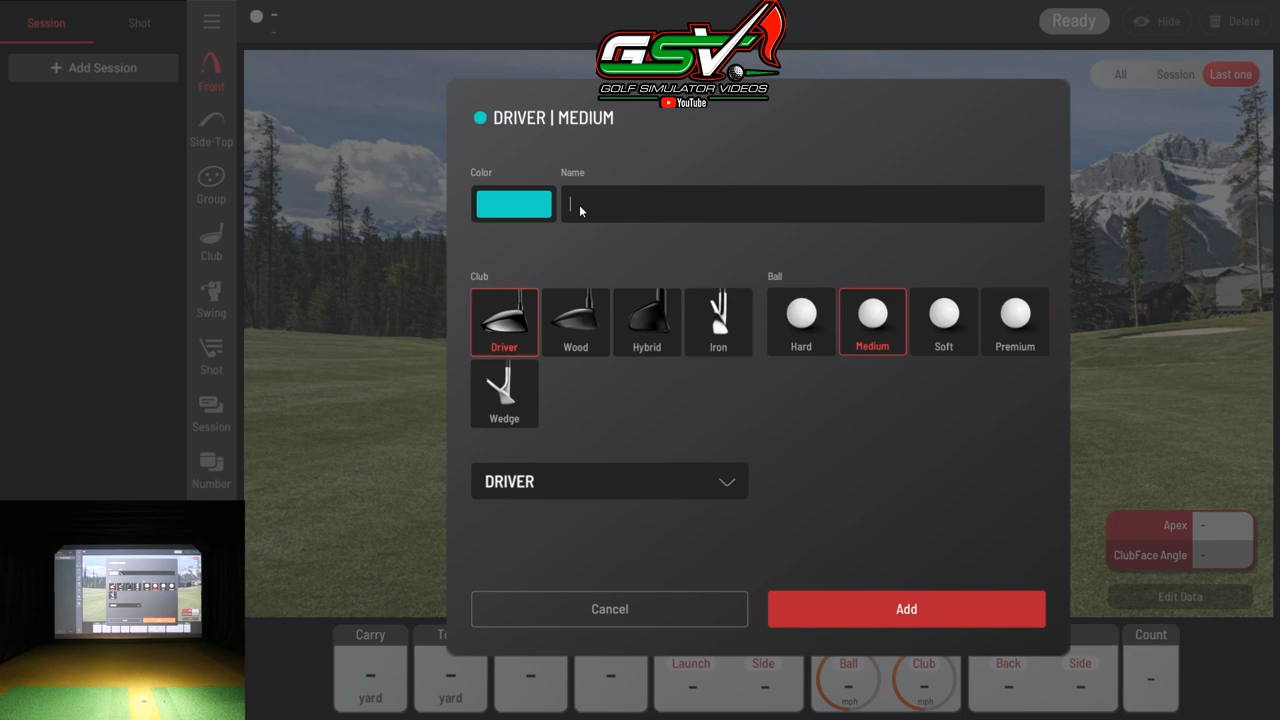 Session
Shot
+ Add Session
Front
Side-Top
Group
Club
Swing
Shot
Session
Number
Ready
Hide
Delete
GSV
GOLF SIMULATOR VIDEOS
YouTube
All
Session
Last one
DRIVER | MEDIUM
Color
Name
Club
Ball
Driver
Wood
Hybrid
Iron
Hard
Medium
Soft
Premium
Wedge
DRIVER
Cancel
Add
Apex
-
ClubFace Angle
-
Edit Data
Carry
-
yard
-
yard
-
-
Launch
-
Side
-
Ball
-
mph
Club
-
mph
Back
-
Side
-
Count
-